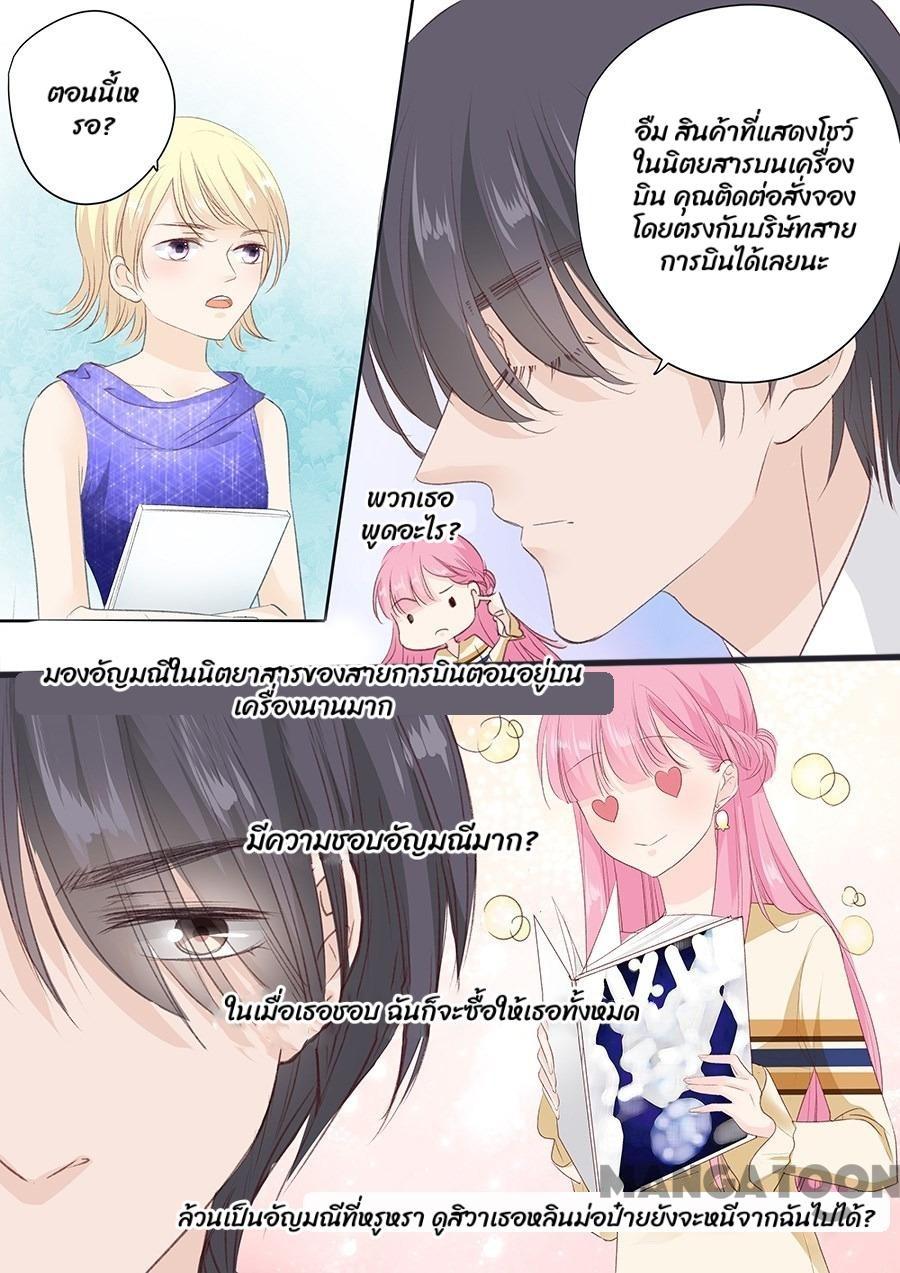 ตอนนี้เห
รอ?
อืม สินค้าที่แสดงโชว์
ในนิตยสารบนเครื่อง
บิน คุณติดต่อสั่งจอง
โดยตรงกับบริษัทสาย
การบินได้เลยนะ
พวกเธอ
พูดอะไร?
มองอัญมณีในนิตยาสารของสายการบินตอนอยู่บน
เครื่องนานมาก
มีความชอบอัญมณีมาก?
ในเมื่อเธอชอบ ฉันก็จะซื้อให้เธอทั้งหมด
ล้วนเป็นอัญมณีที่หรูหรา ดูสิวาเธอหลินม่อป๋ายยังจะหนีจากฉันไปได้?
MANGATOON